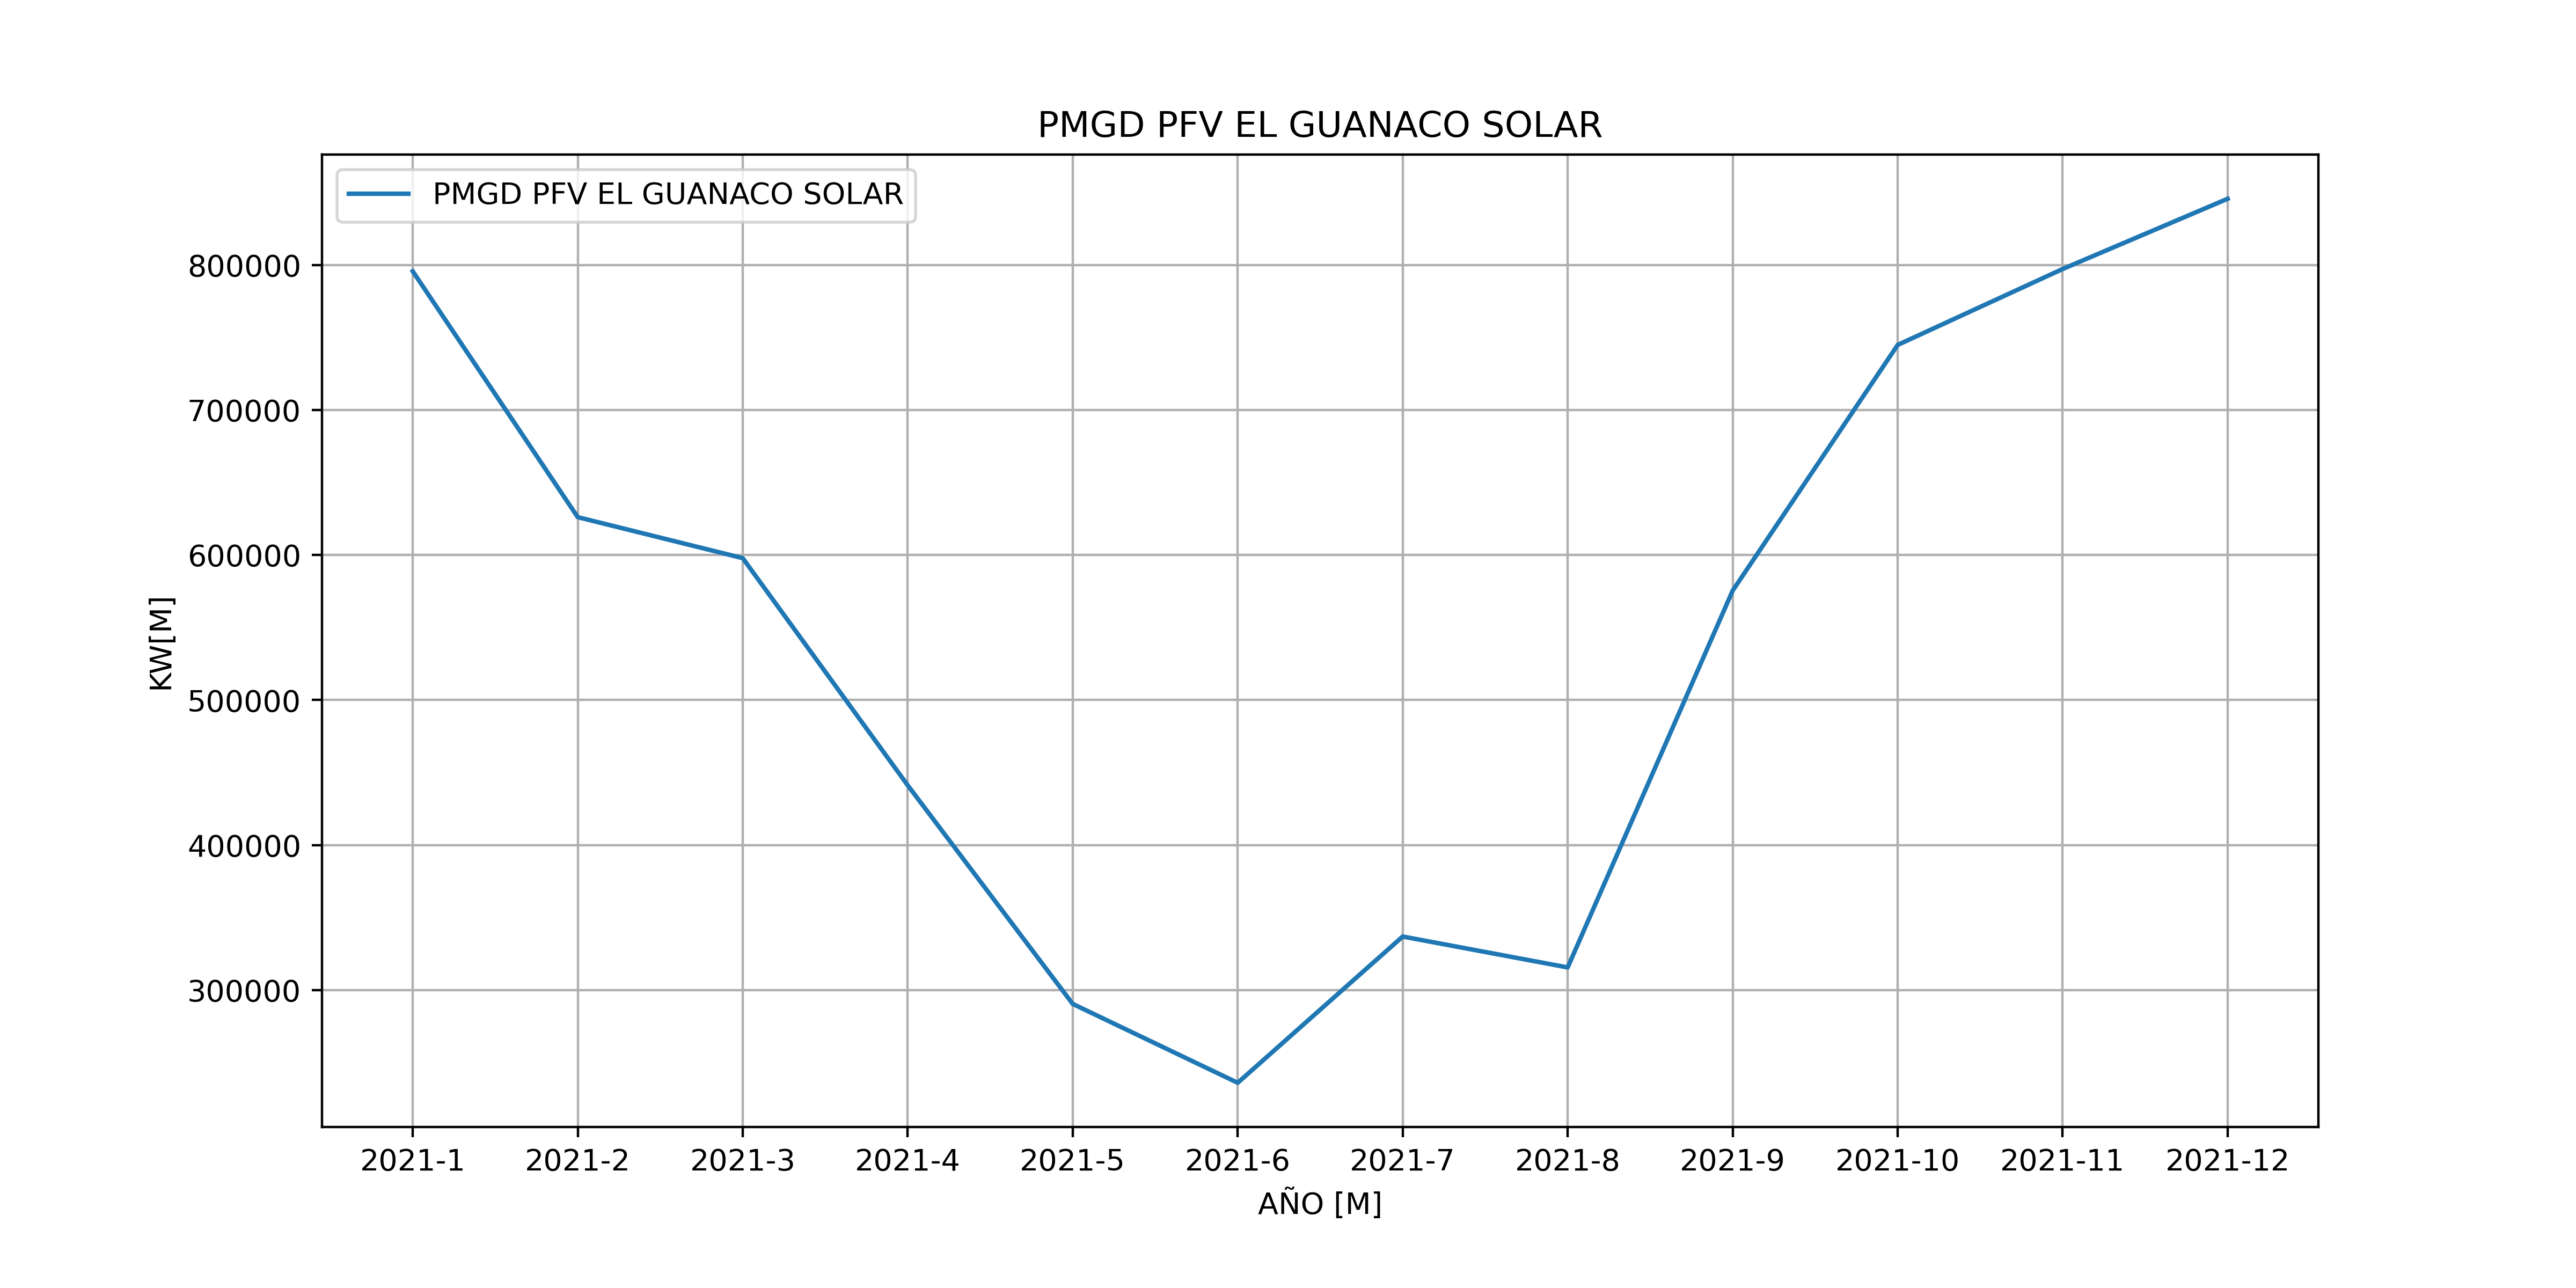 PMGD PFV EL GUANACO SOLAR
PMGD PFV EL GUANACO SOLAR
800000
700000
600000
500000
400000
300000
KW[M]
2021-1 2021-2 2021-3 2021-4 2021-5 2021-6 2021-7 2021-8 2021-9 2021-10 2021-11 2021-12
AÑO [M]